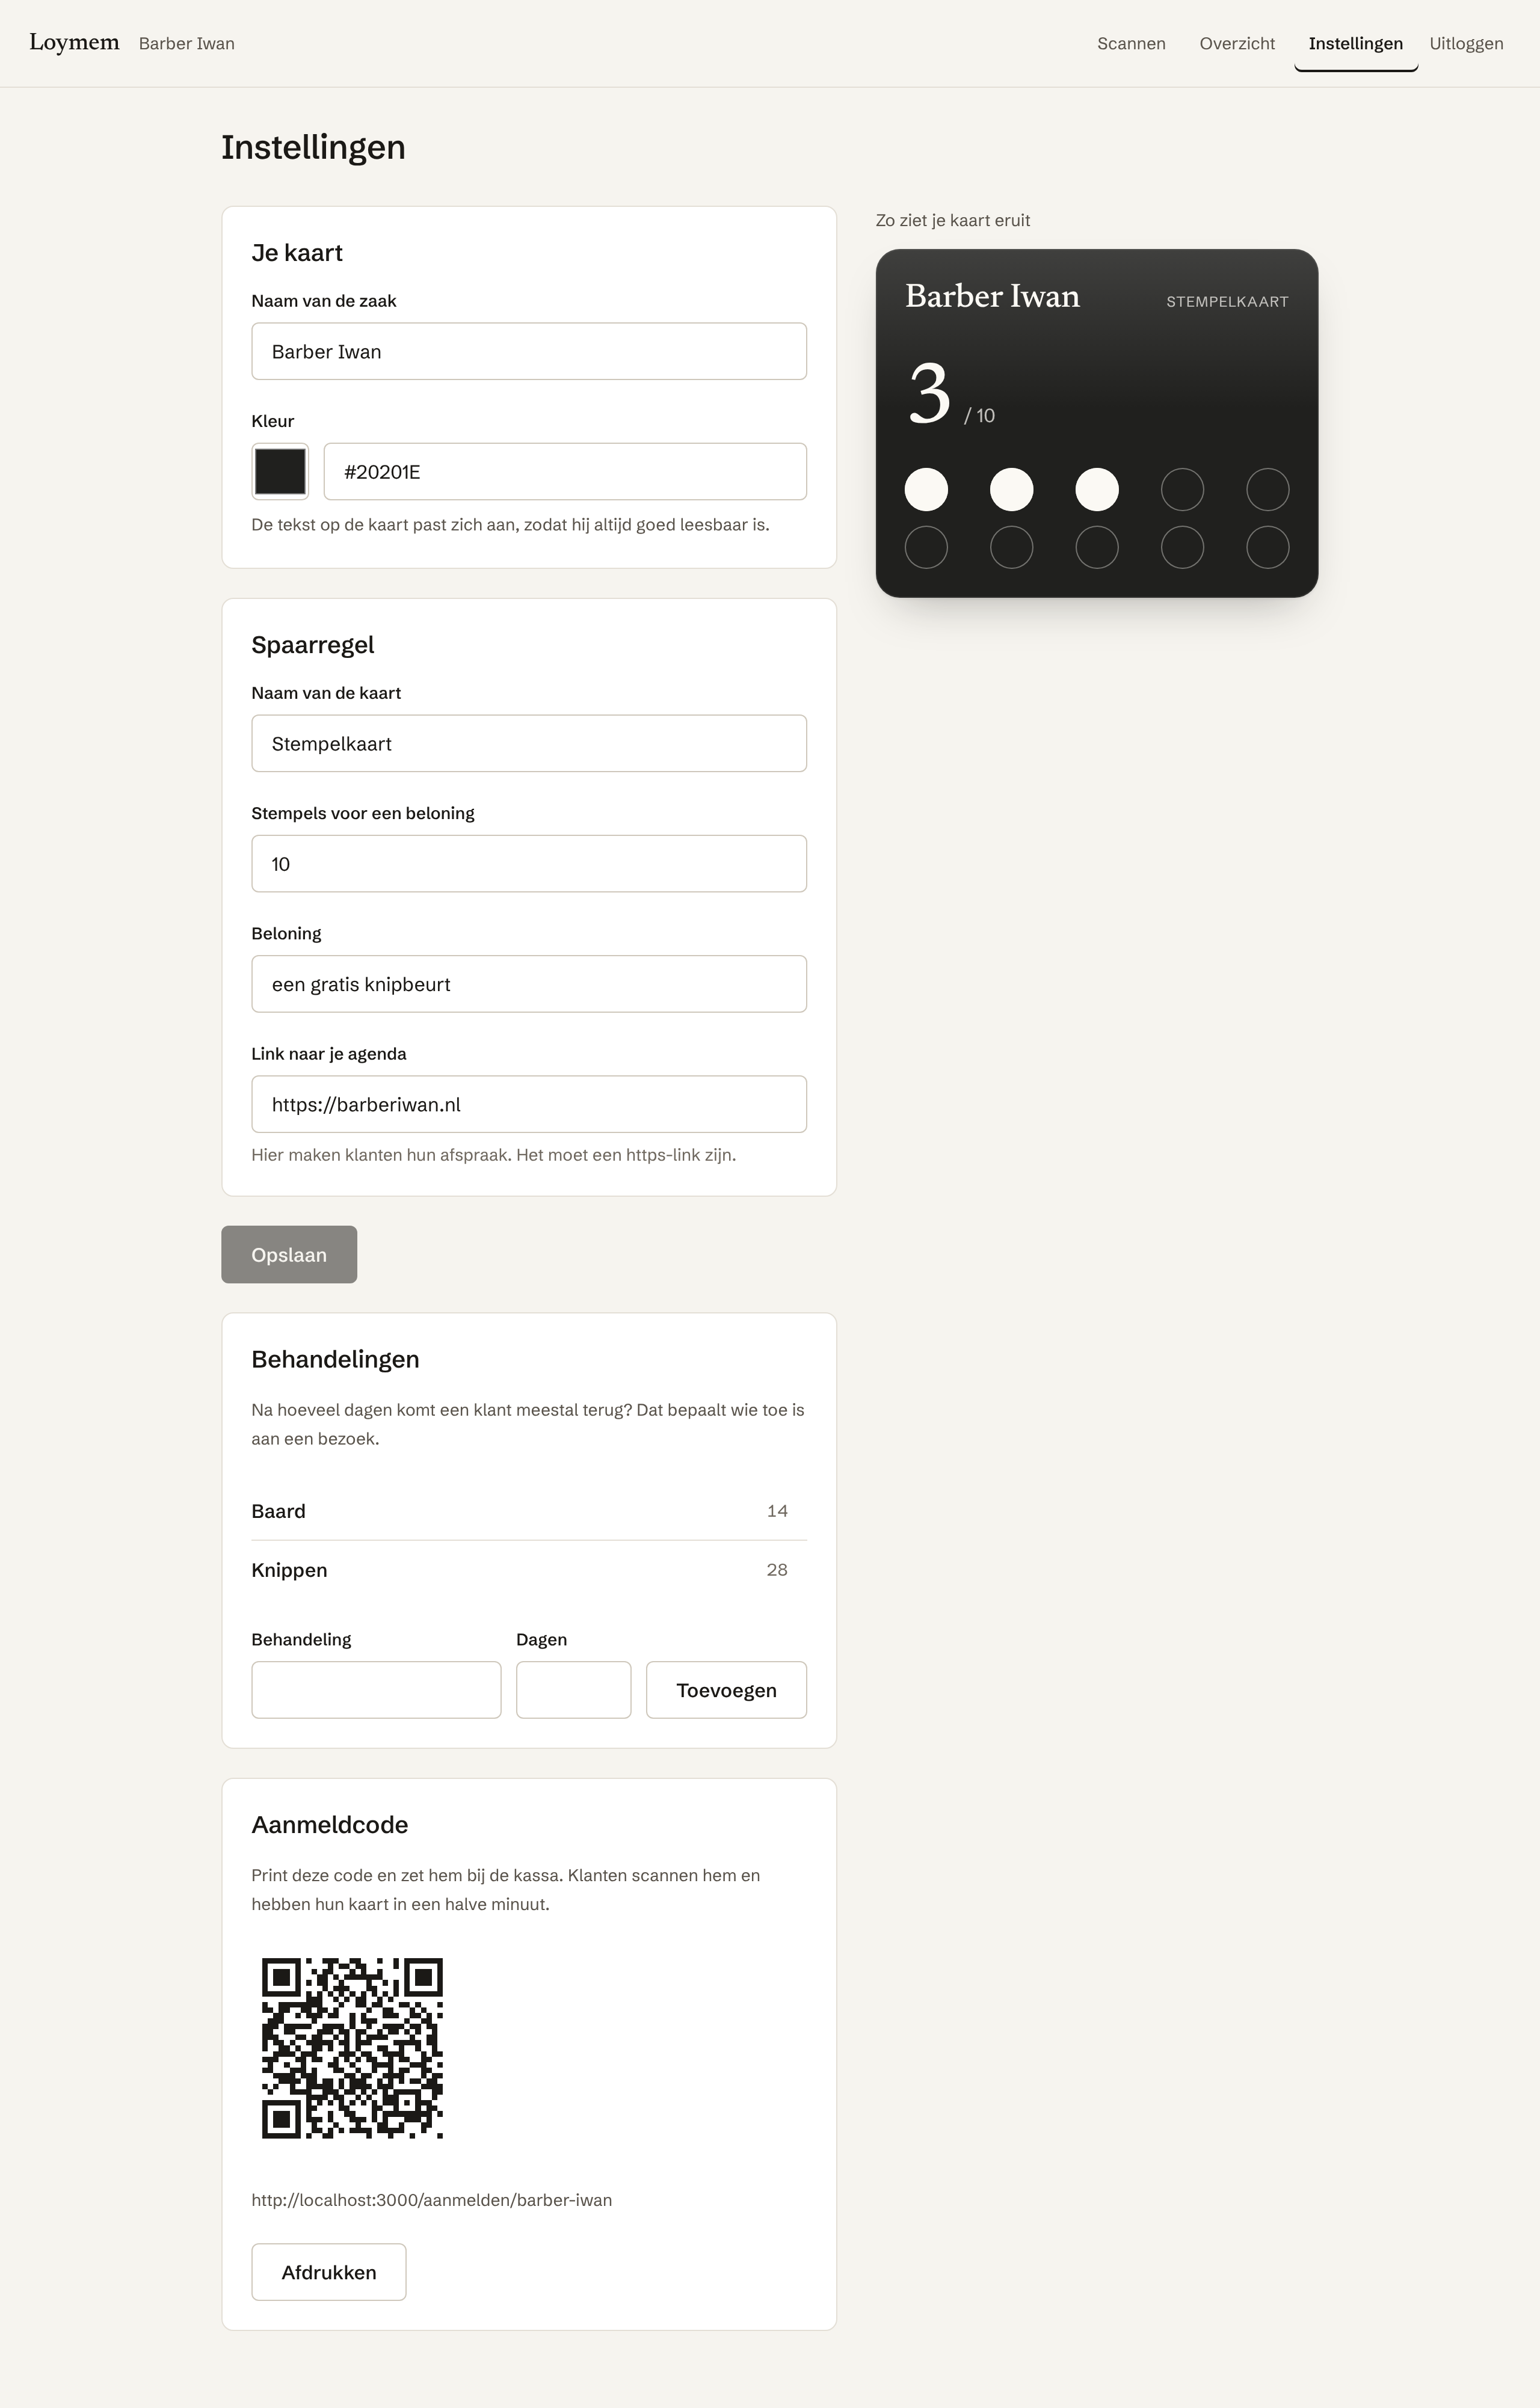 Loymem Barber Iwan Scannen Overzicht Instellingen Uitloggen
Instellingen
Je kaart
Naam van de zaak
Barber Iwan
Kleur
#20201E
De tekst op de kaart past zich aan, zodat hij altijd goed leesbaar is.
Zo ziet je kaart eruit
Barber Iwan STEMPELKAART
3 / 10
Spaarregel
Naam van de kaart
Stempelkaart
Stempels voor een beloning
10
Beloning
een gratis knipbeurt
Link naar je agenda
https://barberiwan.nl
Hier maken klanten hun afspraak. Het moet een https-link zijn.
Opslaan
Behandelingen
Na hoeveel dagen komt een klant meestal terug? Dat bepaalt wie toe is
aan een bezoek.
Baard 14
Knippen 28
Behandeling Dagen
Toevoegen
Aanmeldcode
Print deze code en zet hem bij de kassa. Klanten scannen hem en
hebben hun kaart in een halve minuut.
http://localhost:3000/aanmelden/barber-iwan
Afdrukken